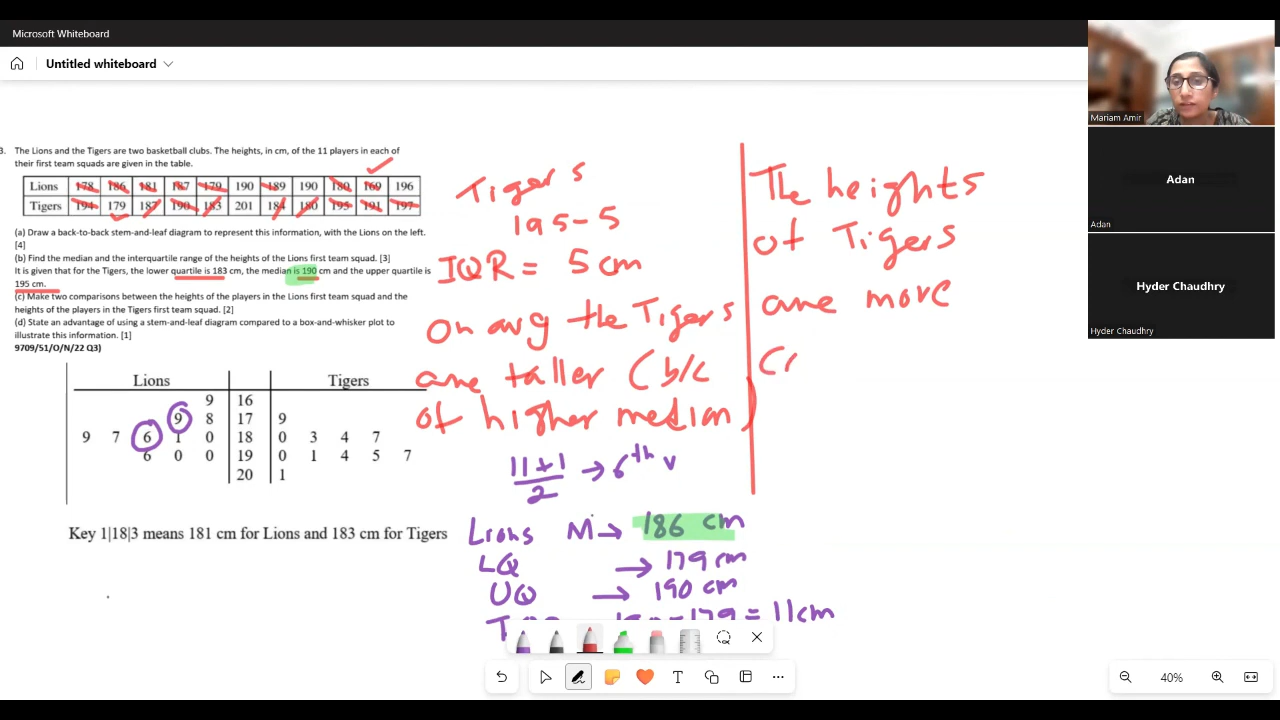 Microsoft Whiteboard
Untitled whiteboard
3. The Lions and the Tigers are two basketball clubs. The heights, in cm, of the 11 players in each of
their first team squads are given in the table.
Lions 178 186 181 187 179 190 189 190 180 169 196
Tigers 194 179 187 190 183 201 184 180 195 191 197
(a) Draw a back-to-back stem-and-leaf diagram to represent this information, with the Lions on the left.
[4]
(b) Find the median and the interquartile range of the heights of the Lions first team squad. [3]
It is given that for the Tigers, the lower quartile is 183 cm, the median is 190 cm and the upper quartile is
195 cm.
(c) Make two comparisons between the heights of the players in the Lions first team squad and the
heights of the players in the Tigers first team squad. [2]
(d) State an advantage of using a stem-and-leaf diagram compared to a box-and-whisker plot to
illustrate this information. [1]
9709/51/O/N/22 Q3)
Lions Tigers
9 16
9 8 17 9
9 7 6 1 0 18 0 3 4 7
6 0 0 19 0 1 4 5 7
20 1
Key 1|18|3 means 181 cm for Lions and 183 cm for Tigers
Tigers
195-5
IQR = 5 cm
On avg the Tigers
are taller (b/c
of higher median)
11+1
2
→ 6th v
Lions M → 186 cm
LQ → 179 cm
UQ → 190 cm
190-179 = 11cm
The heights
of Tigers
are more
(
Mariam Amir
Adan
Adan
Hyder Chaudhry
Hyder Chaudhry
40%